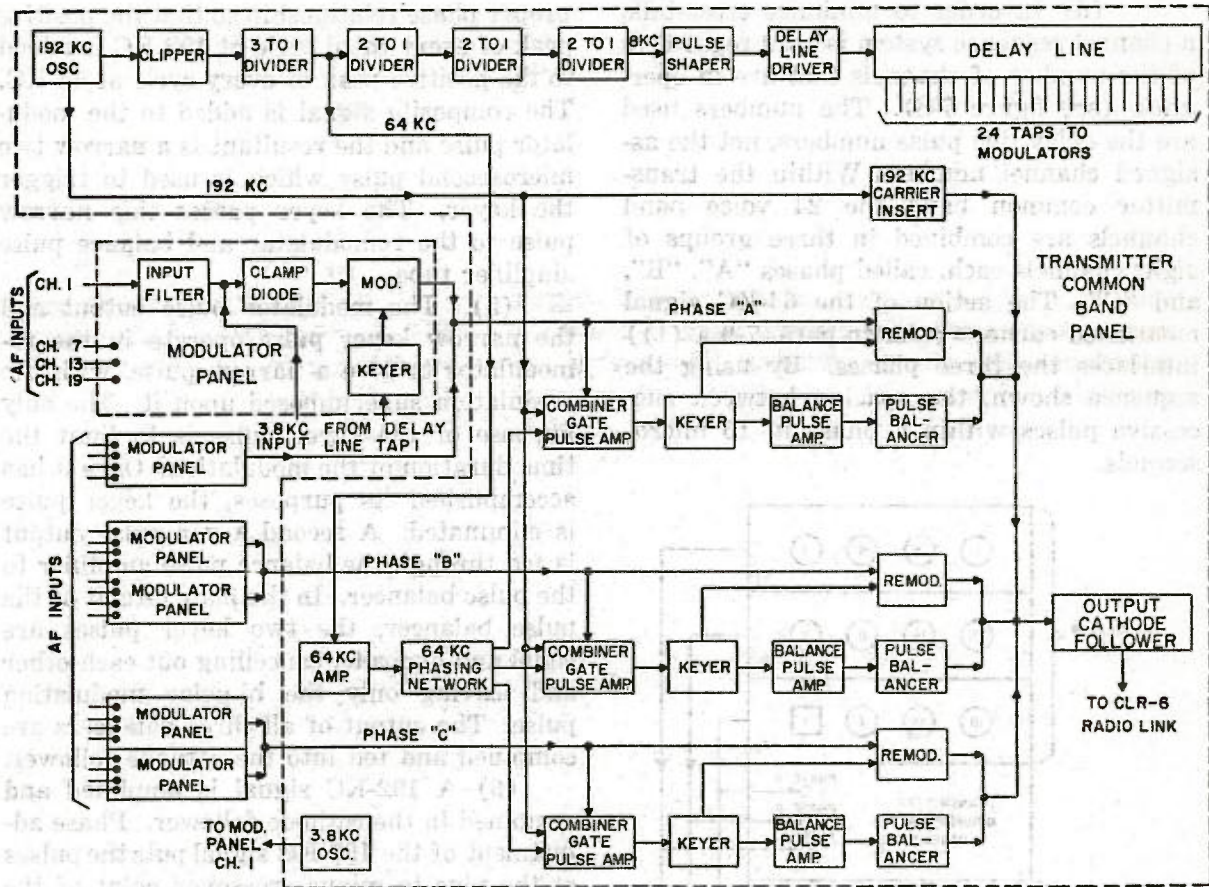 192 KC OSC
CLIPPER
2 TO 1 DIVIDER
2 TO 1 DIVIDER
2 TO 1 DIVIDER
2 TO 1 DIVIDER
8KC
PULSE SHAPER
DELAY LINE DRIVER
DELAY LINE
64 KC
24 TAPS TO MODULATORS
192 KC
192 KC CARRIER INSERT
TRANSMITTER COMMON BAND PANEL
AF INPUTS
CH. 1
CH. 7
CH. 13
CH. 19
INPUT FILTER
CLAMP DIODE
MOD.
PHASE "A"
REMOD.
MODULATOR PANEL
KEYER
COMBINER GATE PULSE AMP.
KEYER
BALANCE PULSE AMP.
PULSE BAL-ANCER
3.8KC INPUT
FROM DELAY LINE TAP I
MODULATOR PANEL
AF INPUTS
MODULATOR PANEL
MODULATOR PANEL
PHASE "B"
REMOD.
OUTPUT CATHODE FOLLOWER
64 KC AMP.
64 KC PHASING NETWORK
COMBINER GATE PULSE AMP.
KEYER
BALANCE PULSE AMP.
PULSE BAL-ANCER
TO CLR-6 RADIO LINK
MODULATOR PANEL
MODULATOR PANEL
PHASE "C"
REMOD.
TO MOD. PANEL CH. 1
3.8 KC OSC.
COMBINER GATE PULSE AMP.
KEYER
BALANCE PULSE AMP.
PULSE BAL-ANCER